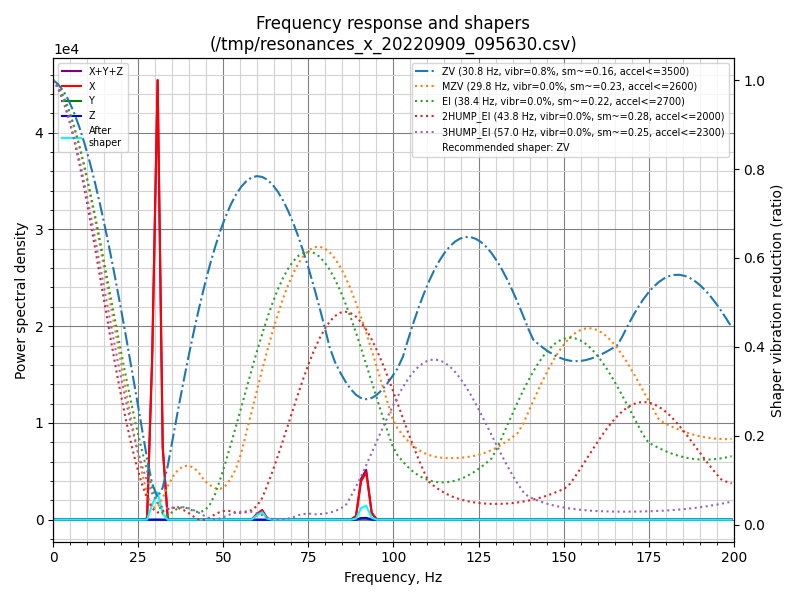 Frequency response and shapers
(/tmp/resonances_x_20220909_095630.csv)
1e4
X+Y+Z
X
Y
Z
After
shaper
ZV (30.8 Hz, vibr=0.8%, sm~=0.16, accel<=3500)
MZV (29.8 Hz, vibr=0.0%, sm~=0.23, accel<=2600)
EI (38.4 Hz, vibr=0.0%, sm~=0.22, accel<=2700)
2HUMP_EI (43.8 Hz, vibr=0.0%, sm~=0.28, accel<=2000)
3HUMP_EI (57.0 Hz, vibr=0.0%, sm~=0.25, accel<=2300)
Recommended shaper: ZV
Power spectral density
4
3
2
1
0
1.0
0.8
0.6
0.4
0.2
0.0
Shaper vibration reduction (ratio)
0 25 50 75 100 125 150 175 200
Frequency, Hz